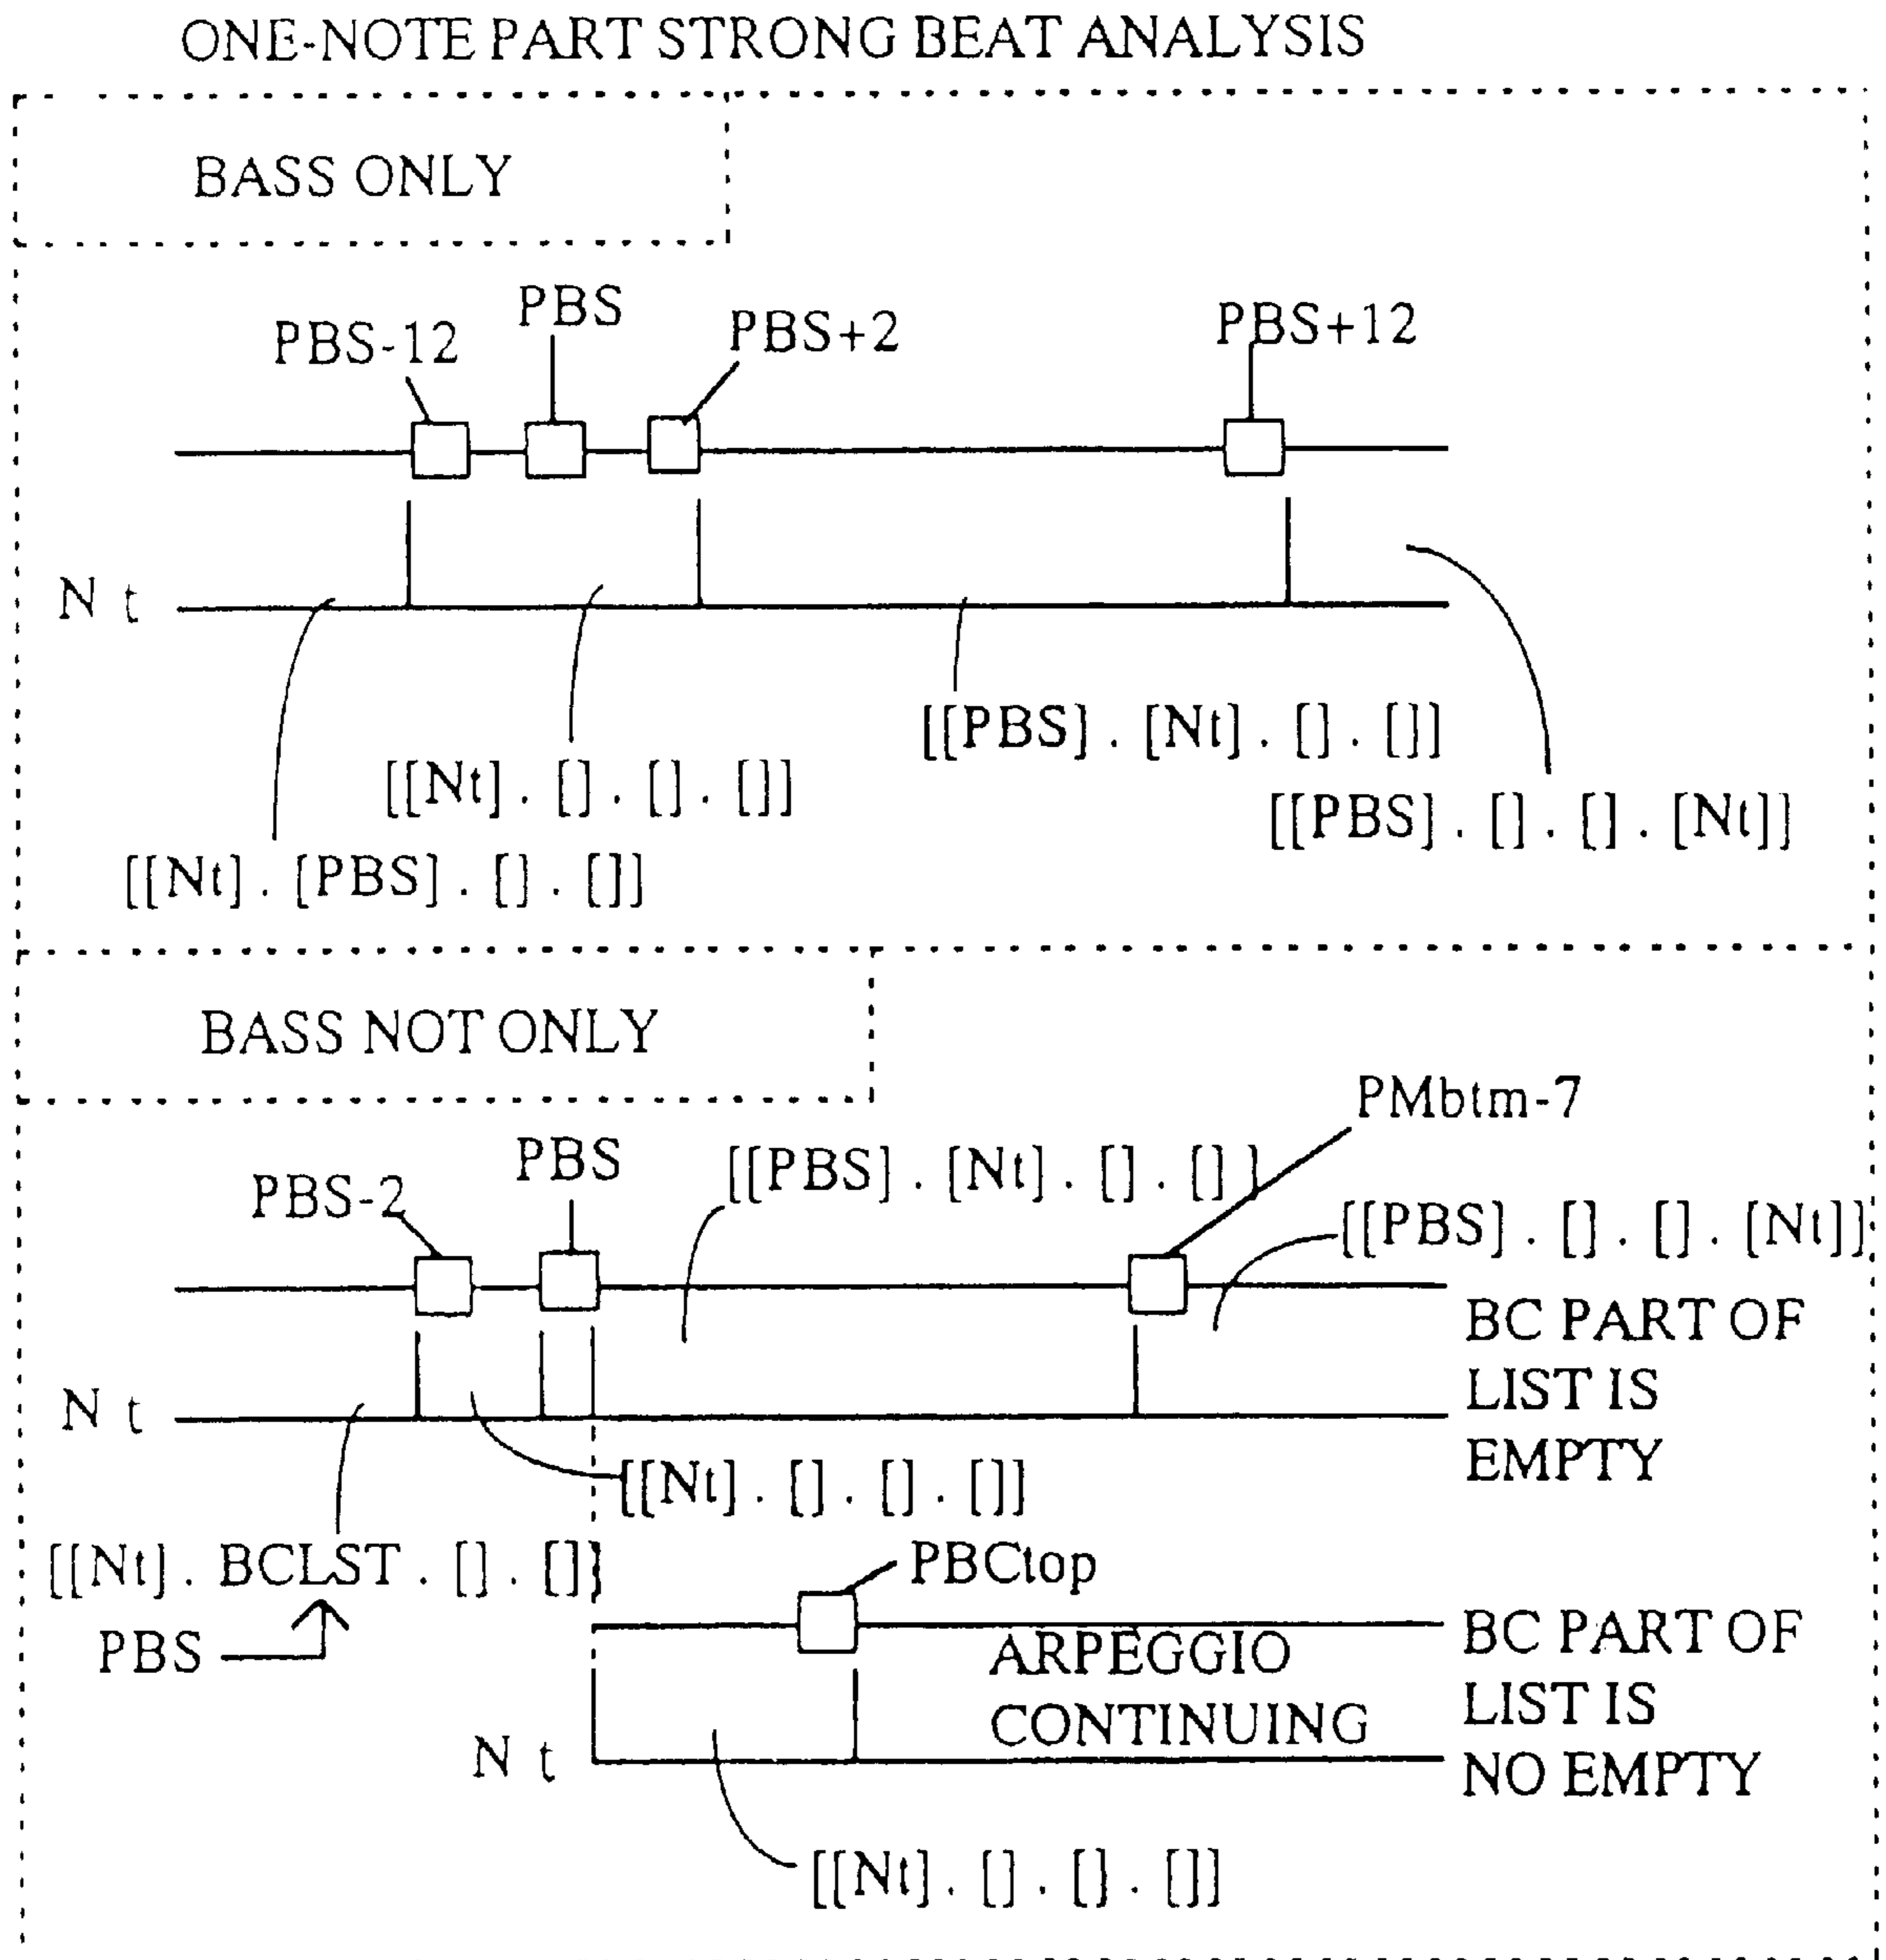 ONE-NOTE PART STRONG BEAT ANALYSIS
BASS ONLY
PBS-12
PBS
PBS+2
PBS+12
N t
[[PBS] . [Nt] . [] . []]
[[Nt] . [] . [] . []]
[[PBS] . [] . [] . [Nt]]
[[Nt] . [PBS] . [] . []]
BASS NOT ONLY
PMbtm-7
PBS-2
PBS
[[PBS] . [Nt] . [] . [] ]
[[PBS] . [] . [] . [Nt]]
BC PART OF
LIST IS
EMPTY
N t
[[Nt] . [] . [] . []]
[[Nt] . BCLST . [] . []]
PBS
PBCtop
ARPEGGIO
CONTINUING
BC PART OF
LIST IS
NO EMPTY
N t
[[Nt] . [] . [] . []]